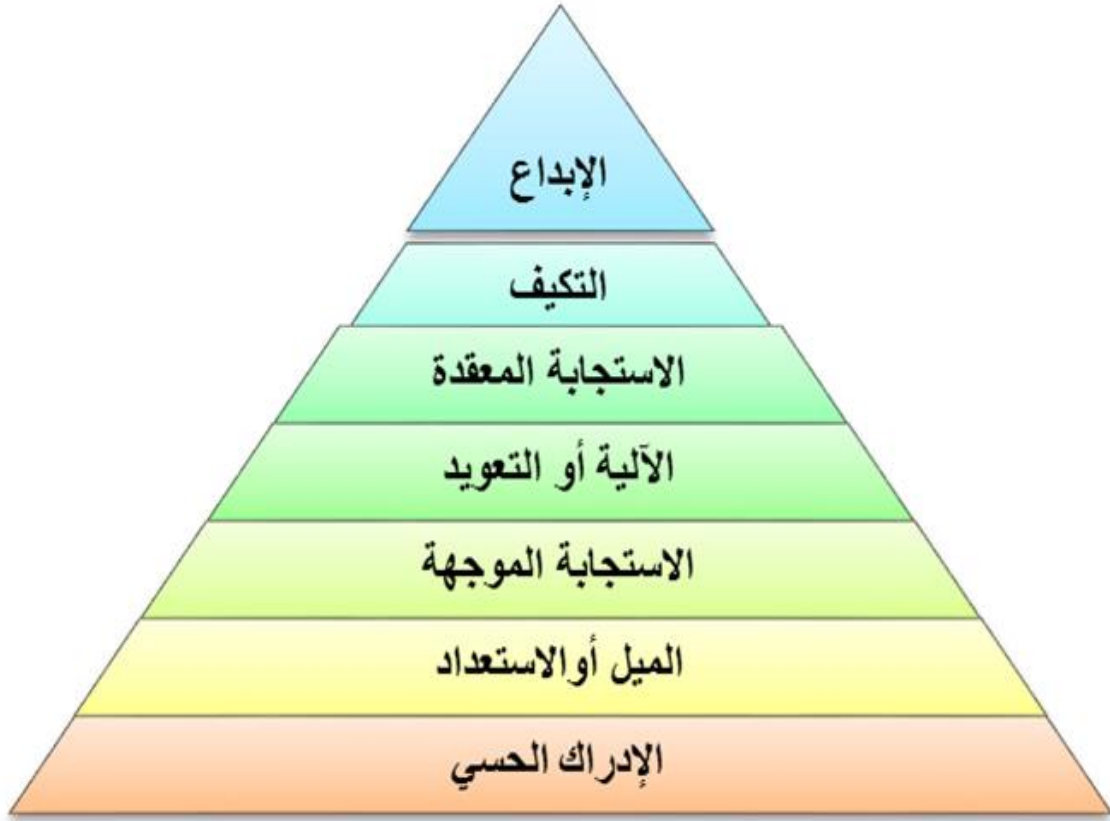 الإبداع
التكيف
الاستجابة المعقدة
الآلية أو التعويد
الاستجابة الموجهة
الميل أوالاستعداد
الإدراك الحسي